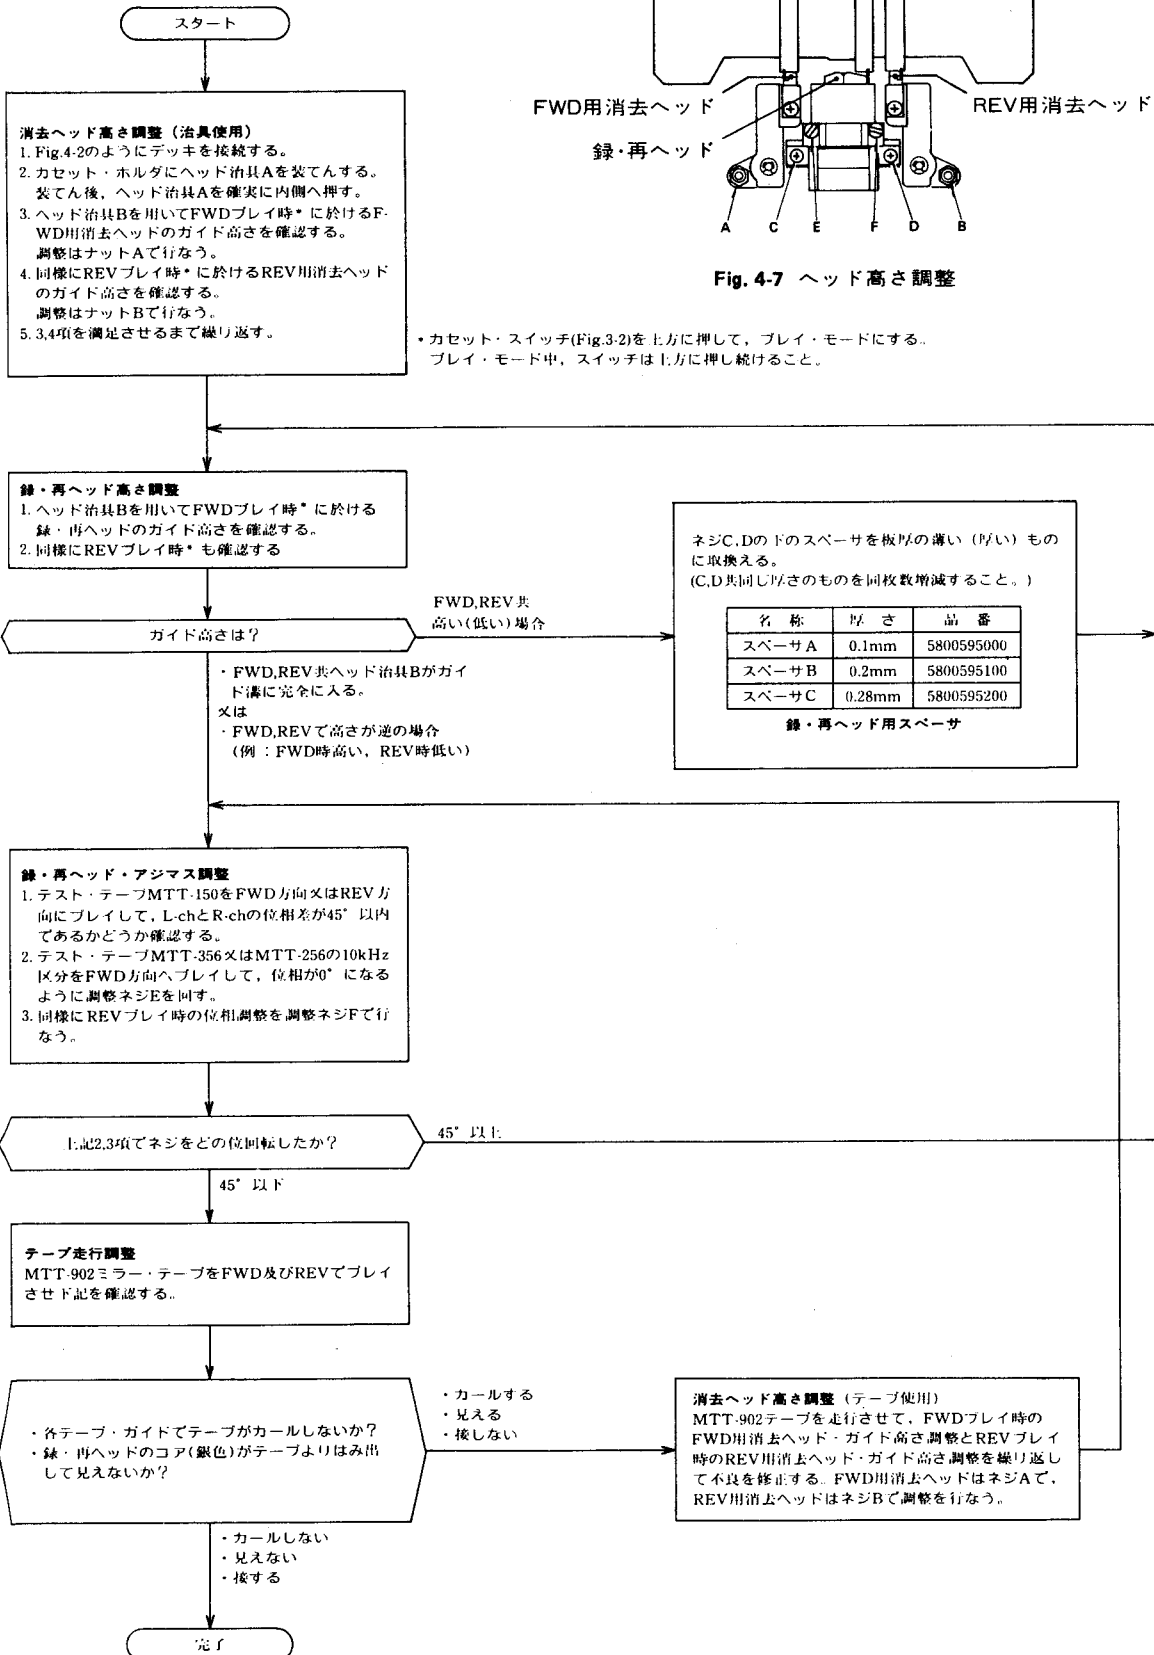 スタート
消去ヘッド高さ調整（治具使用）
1. Fig.4-2のようにデッキを接続する。
2. カセット・ホルダにヘッド治具Aを装てんする。
装てん後，ヘッド治具Aを確実に内側へ押す。
3. ヘッド治具Bを用いてFWDプレイ時* に於けるF-
WD用消去ヘッドのガイド高さを確認する。
調整はナットAで行なう。
4. 同様にREVプレイ時* に於けるREV用消去ヘッド
のガイド高さを確認する。
調整はナットBで行なう。
5. 3,4項を満足させるまで繰り返す。
FWD用消去ヘッド
REV用消去ヘッド
録・再ヘッド
A C E F D B
Fig. 4-7 ヘッド高さ調整
* カセット・スイッチ(Fig.3-2)を上方に押して，プレイ・モードにする。
プレイ・モード中，スイッチは上方に押し続けること。
録・再ヘッド高さ調整
1. ヘッド治具Bを用いてFWDプレイ時* に於ける
録・再ヘッドのガイド高さを確認する。
2. 同様にREVプレイ時* も確認する
ガイド高さは？
FWD,REV共
高い(低い)場合
ネジC,Dの下のスペーサを板厚の薄い（厚い）もの
に取換える。
(C,D共同じ厚さのものを同枚数増減すること。)
名 称 厚 さ 品 番
スペーサA 0.1mm 5800595000
スペーサB 0.2mm 5800595100
スペーサC 0.28mm 5800595200
録・再ヘッド用スペーサ
・FWD,REV共ヘッド治具Bがガイ
ド溝に完全に入る。
又は
・FWD,REVで高さが逆の場合
(例：FWD時高い，REV時低い)
録・再ヘッド・アジマス調整
1. テスト・テープMTT-150をFWD方向又はREV方
向にプレイして，L-chとR-chの位相差が45°以内
であるかどうか確認する。
2. テスト・テープMTT-356又はMTT-256の10kHz
区分をFWD方向へプレイして，位相が0°になる
ように調整ネジEを回す。
3. 同様にREVプレイ時の位相調整を調整ネジFで行
なう。
上記2,3項でネジをどの位回転したか？
45°以上
45°以下
テープ走行調整
MTT-902ミラー・テープをFWD及びREVでプレイ
させ下記を確認する。
・各テープ・ガイドでテープがカールしないか？
・録・再ヘッドのコア(銀色)がテープよりはみ出
して見えないか？
・カールする
・見える
・接しない
消去ヘッド高さ調整（テープ使用）
MTT-902テープを走行させて，FWDプレイ時の
FWD用消去ヘッド・ガイド高さ調整とREVプレイ
時のREV用消去ヘッド・ガイド高さ調整を繰り返し
て不良を修正する。FWD用消去ヘッドはネジAで，
REV用消去ヘッドはネジBで調整を行なう。
・カールしない
・見えない
・接する
完了